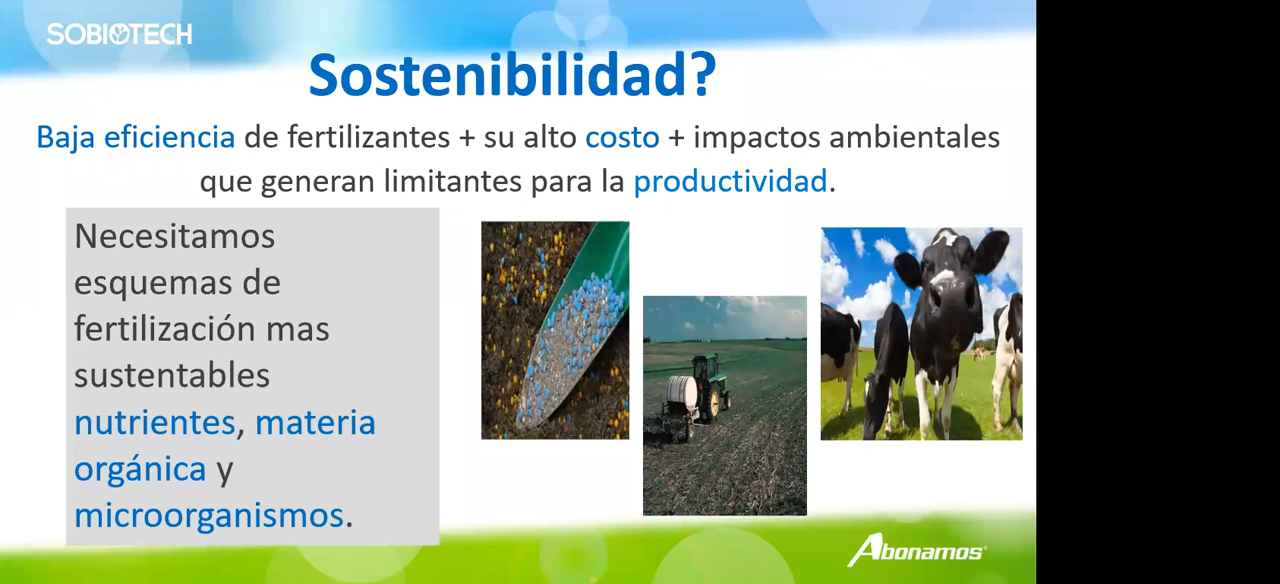 SOBIOTECH
Sostenibilidad?
Baja eficiencia de fertilizantes + su alto costo + impactos ambientales
que generan limitantes para la productividad.
Necesitamos
esquemas de
fertilización mas
sustentables
nutrientes, materia
orgánica y
microorganismos.
Abonamos®